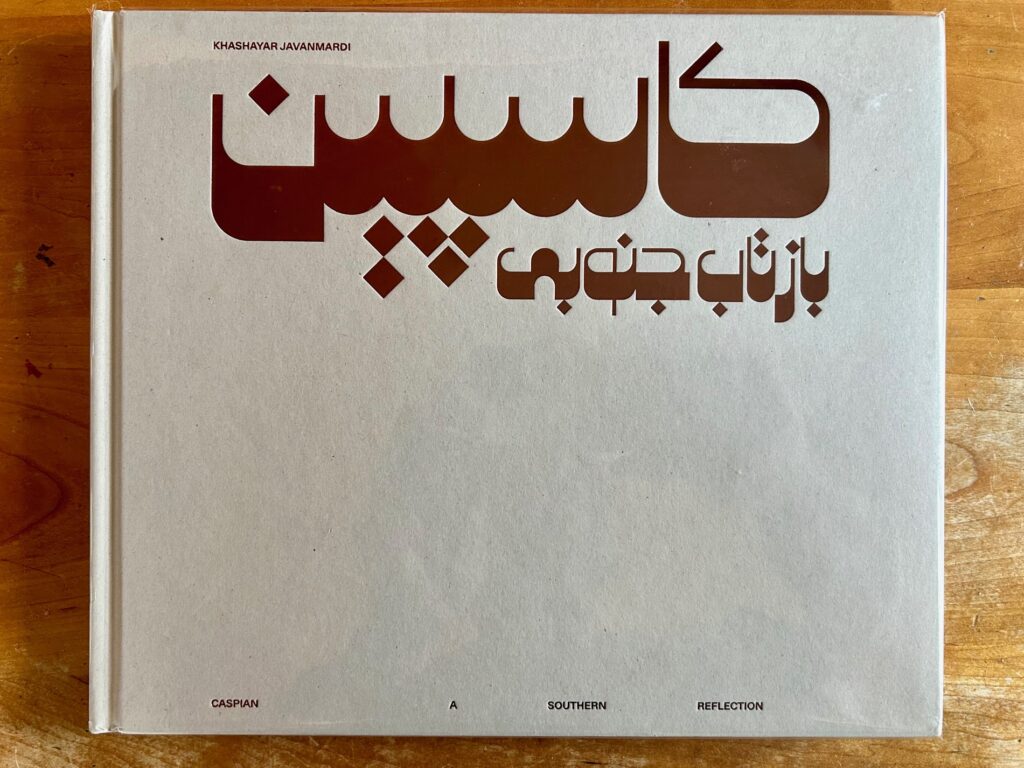 KHASHAYAR JAVANMARDI
کاسپین
بازتاب جنوبی
CASPIAN A SOUTHERN REFLECTION